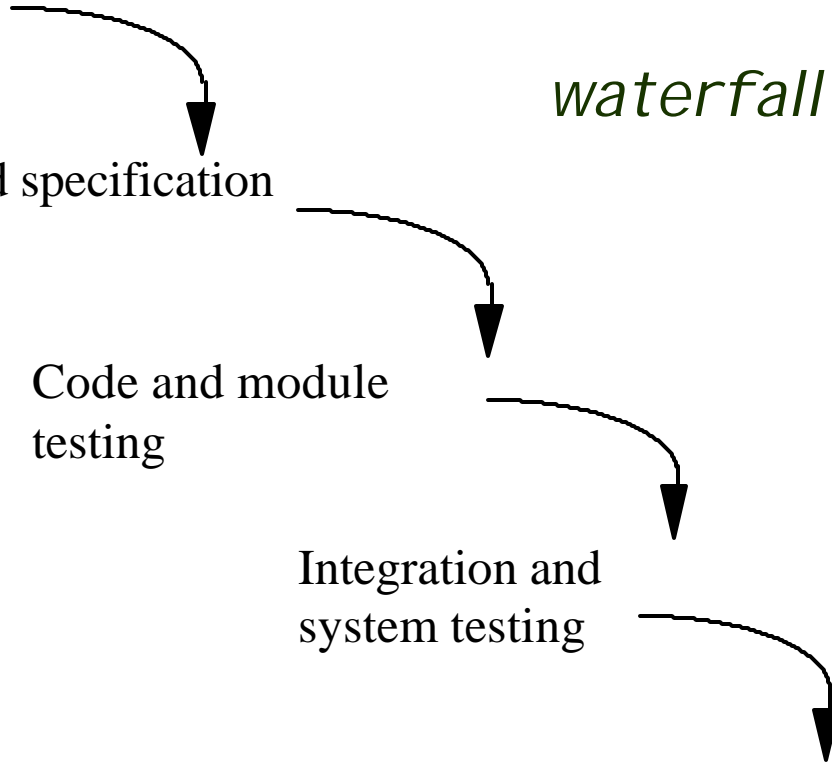 waterfall
specification
Code and module
testing
Integration and
system testing